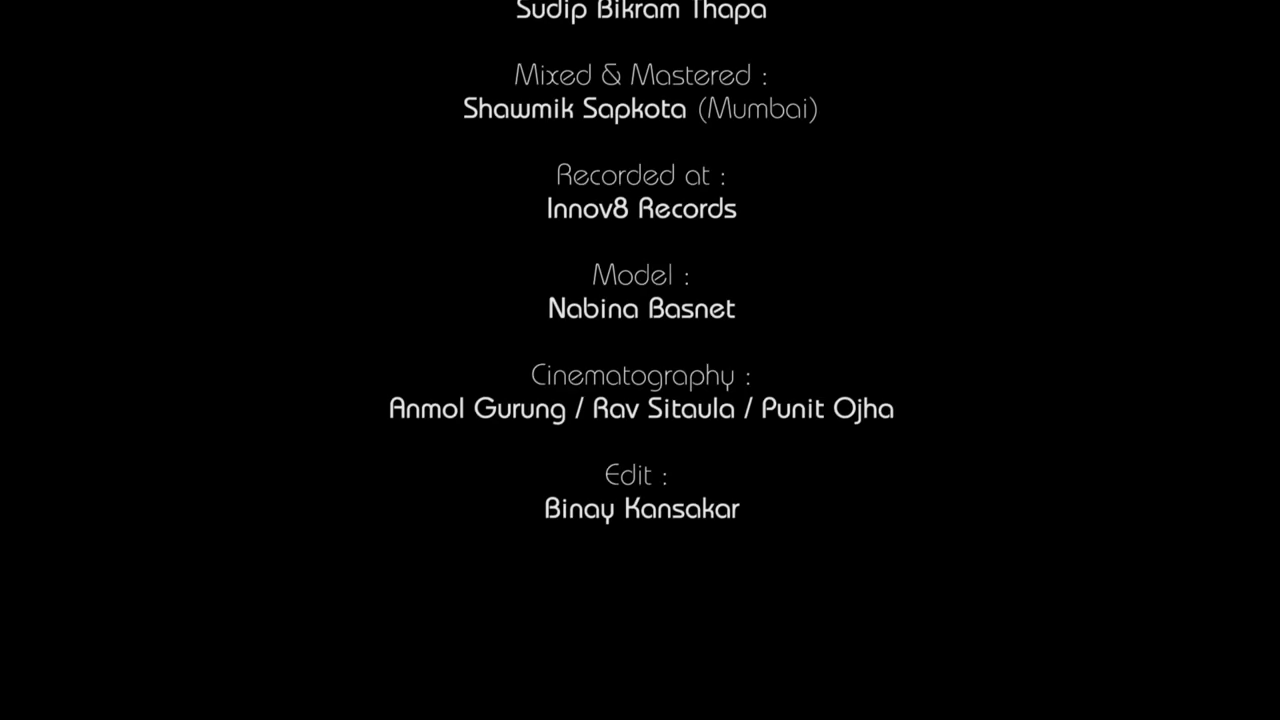 Sudip Bikram Thapa
Mixed & Mastered :
Shawmik Sapkota (Mumbai)
Recorded at :
Innov8 Records
Model :
Nabina Basnet
Cinematography :
Anmol Gurung / Rav Sitaula / Punit Ojha
Edit :
Binay Kansakar